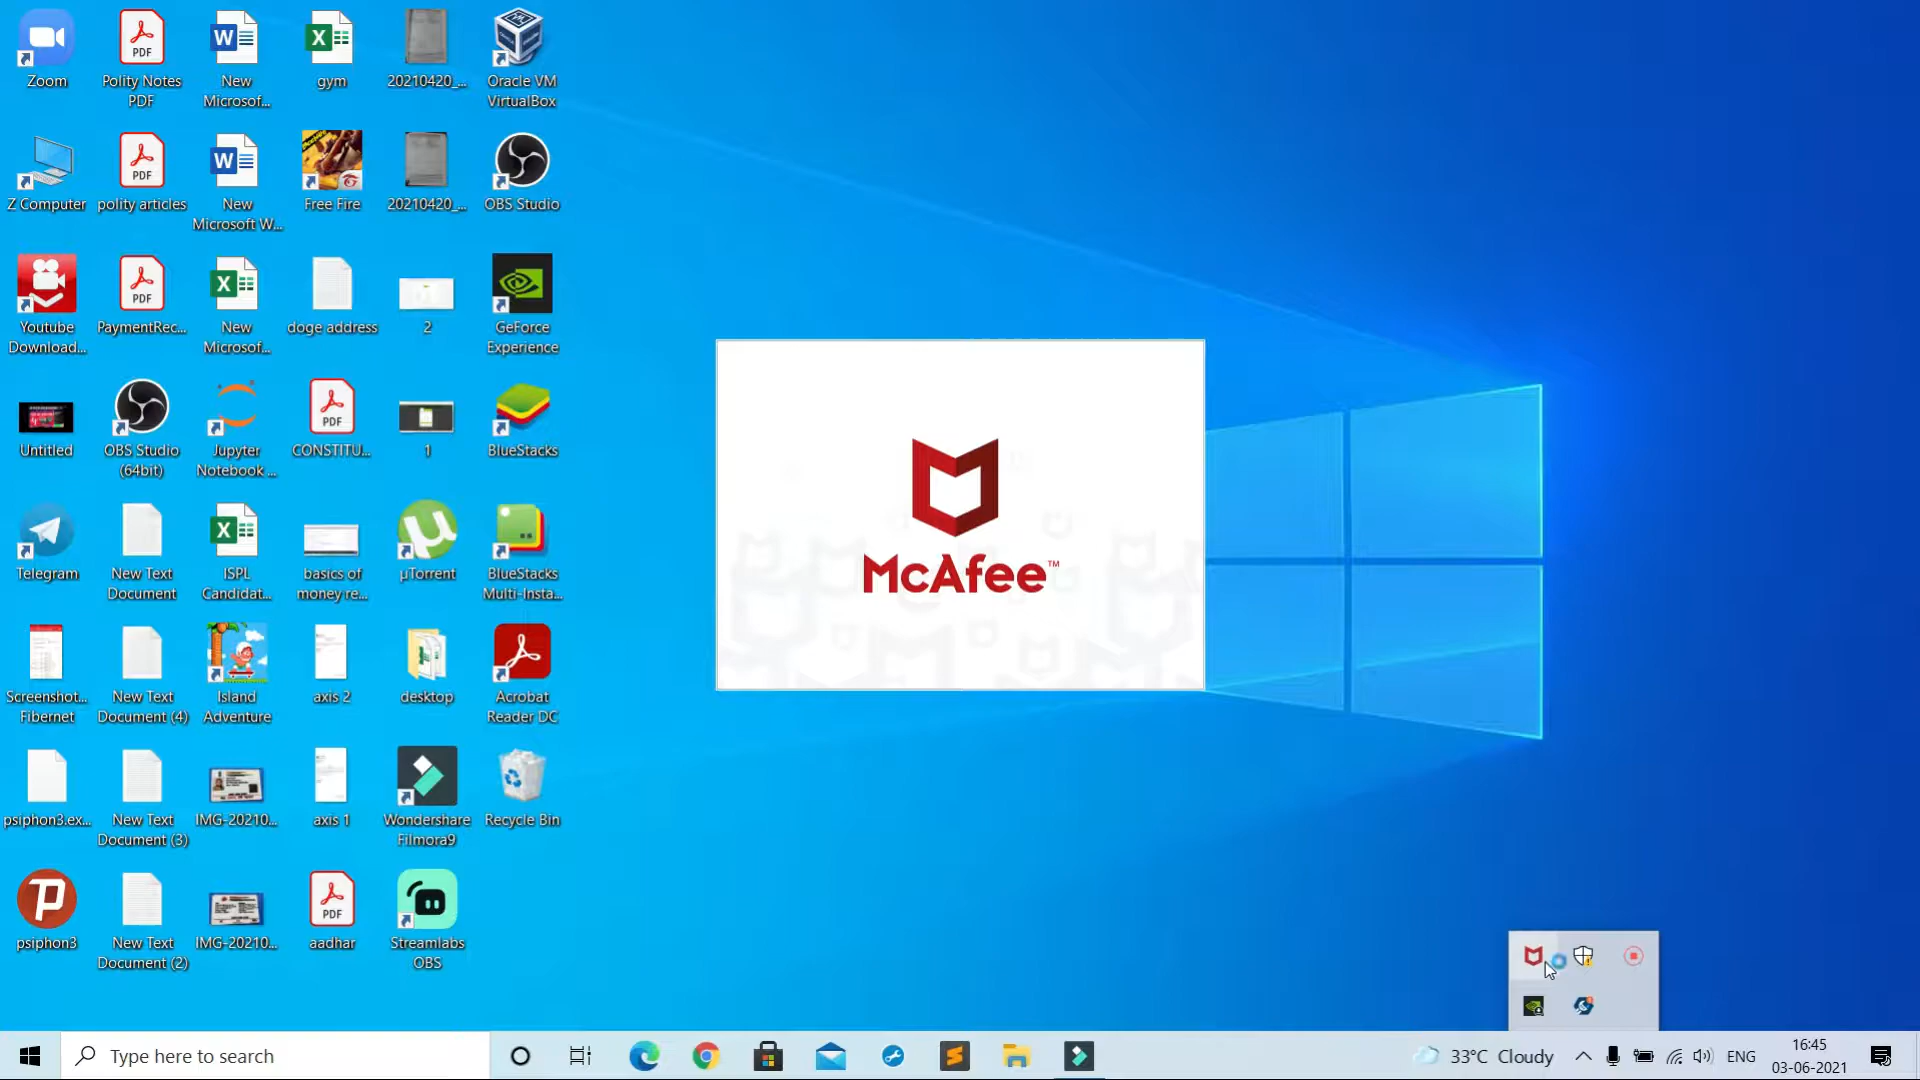 Zoom
Polity Notes
PDF
New
Microsof...
gym
20210420_...
Oracle VM
VirtualBox
Z Computer
polity articles
New
Microsoft W...
Free Fire
20210420_...
OBS Studio
Youtube
Download...
PaymentRec...
New
Microsof...
doge address
2
GeForce
Experience
Untitled
OBS Studio
(64bit)
Jupyter
Notebook ...
CONSTITU...
1
BlueStacks
Telegram
New Text
Document
ISPL
Candidat...
basics of
money re...
µTorrent
BlueStacks
Multi-Insta...
Screenshot...
Fibernet
New Text
Document (4)
Island
Adventure
axis 2
desktop
Acrobat
Reader DC
psiphon3.ex...
New Text
Document (3)
IMG-20210...
axis 1
Wondershare
Filmora9
Recycle Bin
psiphon3
New Text
Document (2)
IMG-20210...
aadhar
Streamlabs
OBS
PDF
PDF
PDF
PDF
PDF
McAfee™
Type here to search
33°C Cloudy
ENG
16:45
03-06-2021